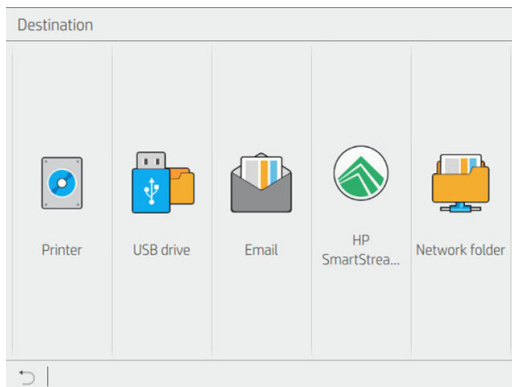 Destination
Printer
USB drive
Email
HP
SmartStrea...
Network folder